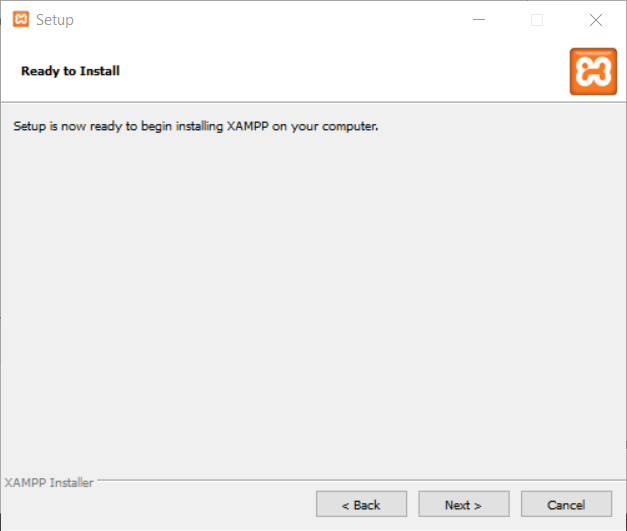 Setup
Ready to Install
Setup is now ready to begin installing XAMPP on your computer.
XAMPP Installer
< Back
Next >
Cancel